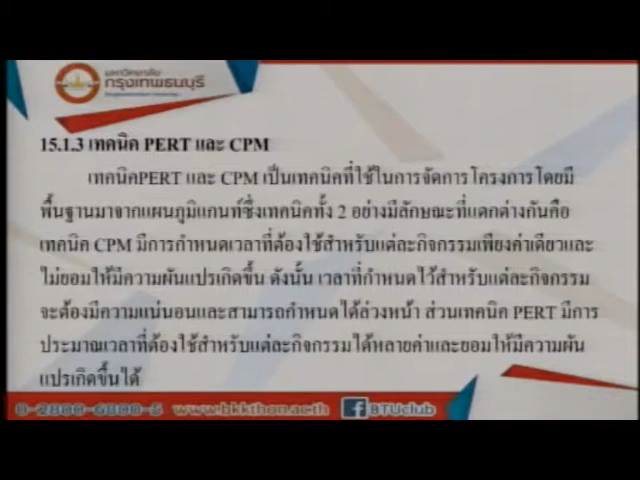 มหาวิทยาลัย
กรุงเทพธนบุรี
15.1.3 เทคนิค PERT และ CPM
เทคนิคPERT และ CPM เป็นเทคนิคที่ใช้ในการจัดการโครงการโดยมี
พื้นฐานมาจากแผนภูมิแกนท์ซึ่งเทคนิคทั้ง 2 อย่างมีลักษณะที่แตกต่างกันคือ
เทคนิค CPM มีการกำหนดเวลาที่ต้องใช้สำหรับแต่ละกิจกรรมเพียงค่าเดียวและ
ไม่ยอมให้มีความผันแปรเกิดขึ้น ดังนั้น เวลาที่กำหนดไว้สำหรับแต่ละกิจกรรม
จะต้องมีความแน่นอนและสามารถกำหนดได้ล่วงหน้า ส่วนเทคนิค PERT มีการ
ประมาณเวลาที่ต้องใช้สำหรับแต่ละกิจกรรมได้หลายค่าและยอมให้มีความผัน
แปรเกิดขึ้นได้
0-2800-6800-5 www.bkkthon.ac.th BTUclub